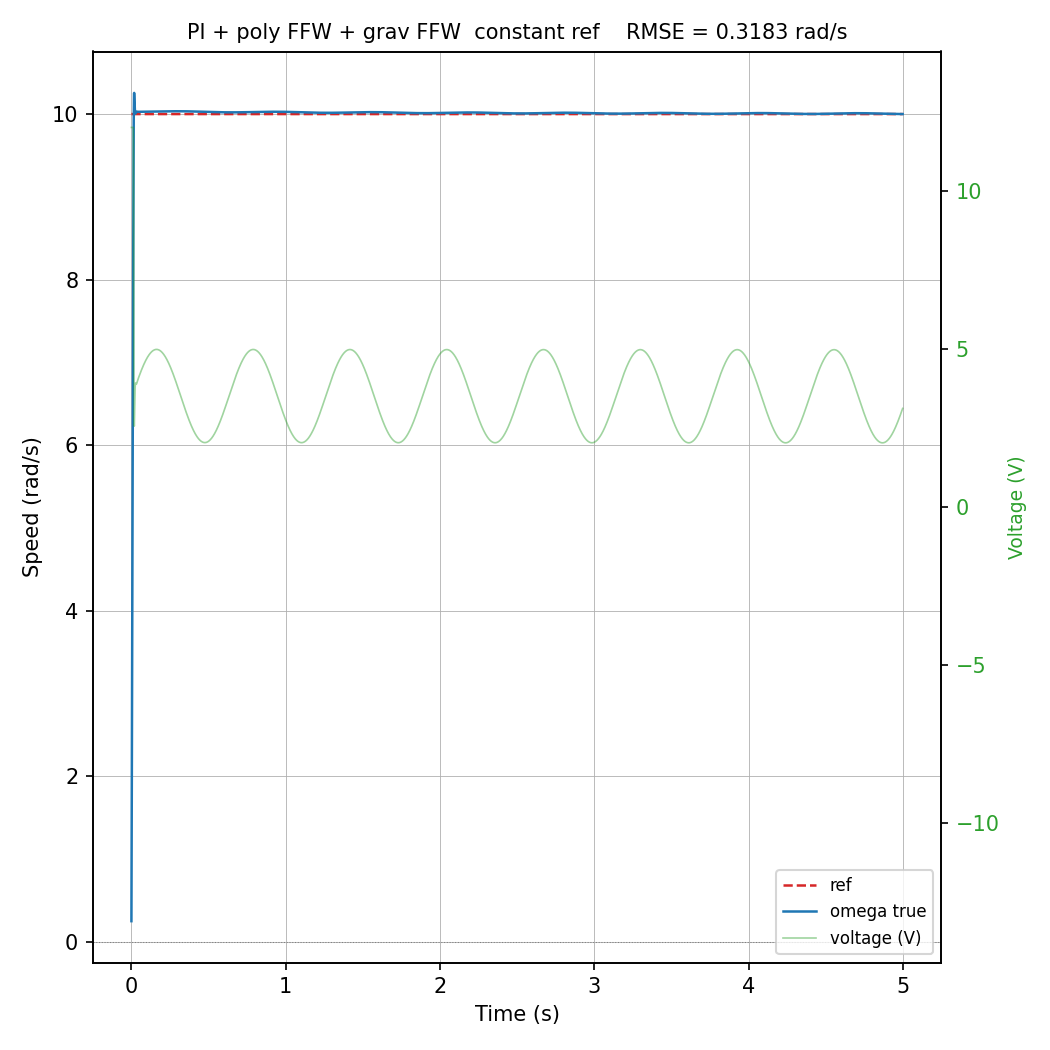 PI + poly FFW + grav FFW  constant ref    RMSE = 0.3183 rad/s
Speed (rad/s)
10
8
6
4
2
0
10
5
0
−5
−10
Voltage (V)
ref
omega true
voltage (V)
0
1
2
3
4
5
Time (s)